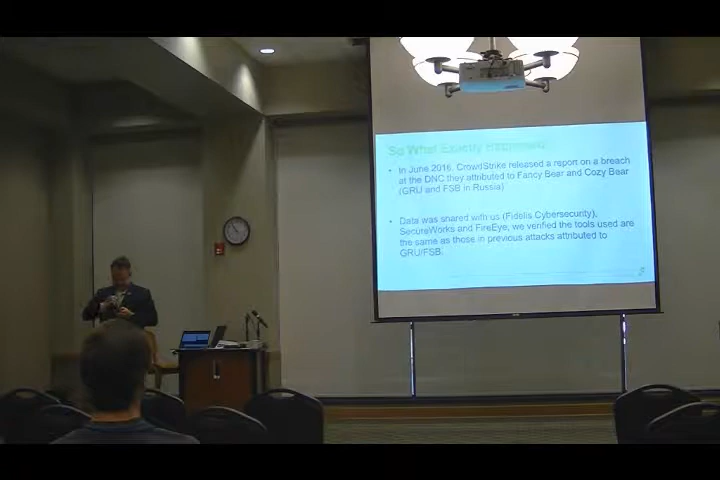 So What Exactly Happened?
• In June 2016, CrowdStrike released a report on a breach
at the DNC they attributed to Fancy Bear and Cozy Bear
(GRU and FSB in Russia)
• Data was shared with us (Fidelis Cybersecurity),
SecureWorks and FireEye, we verified the tools used are
the same as those in previous attacks attributed to
GRU/FSB.